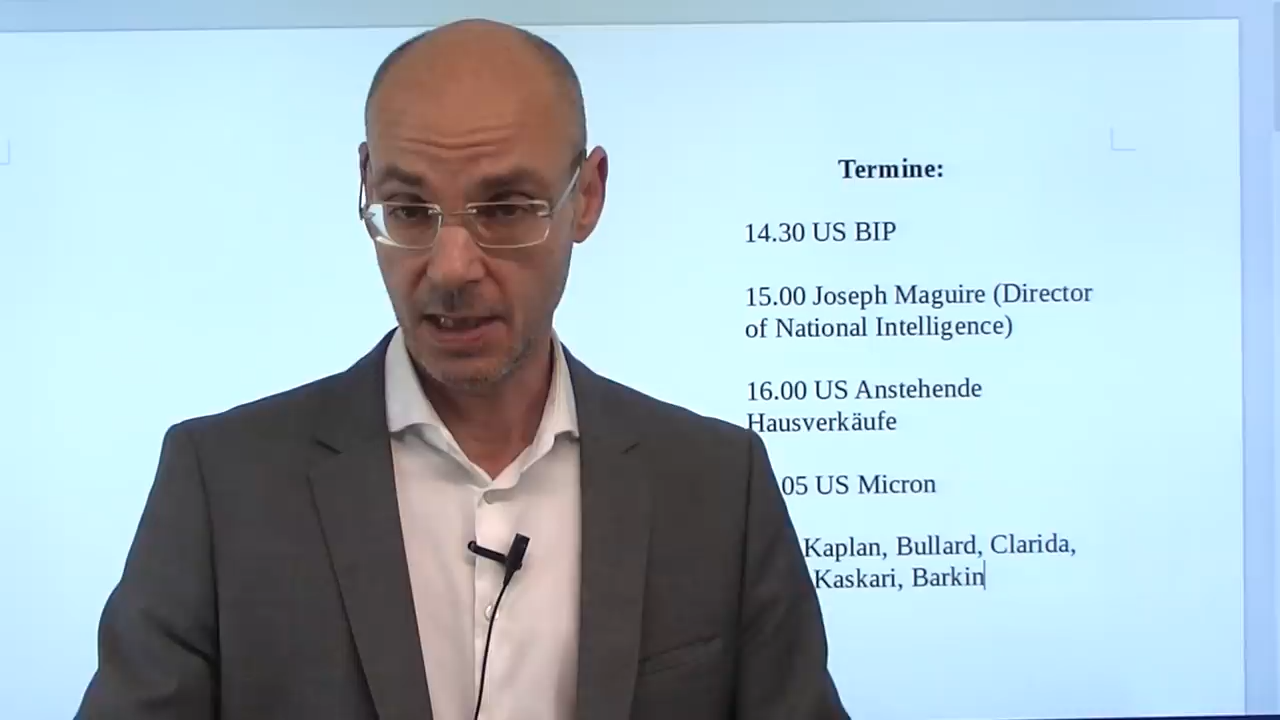 Termine:
14.30 US BIP
15.00 Joseph Maguire (Director
of National Intelligence)
16.00 US Anstehende
Hausverkäufe
05 US Micron
Kaplan, Bullard, Clarida,
Kaskari, Barkin